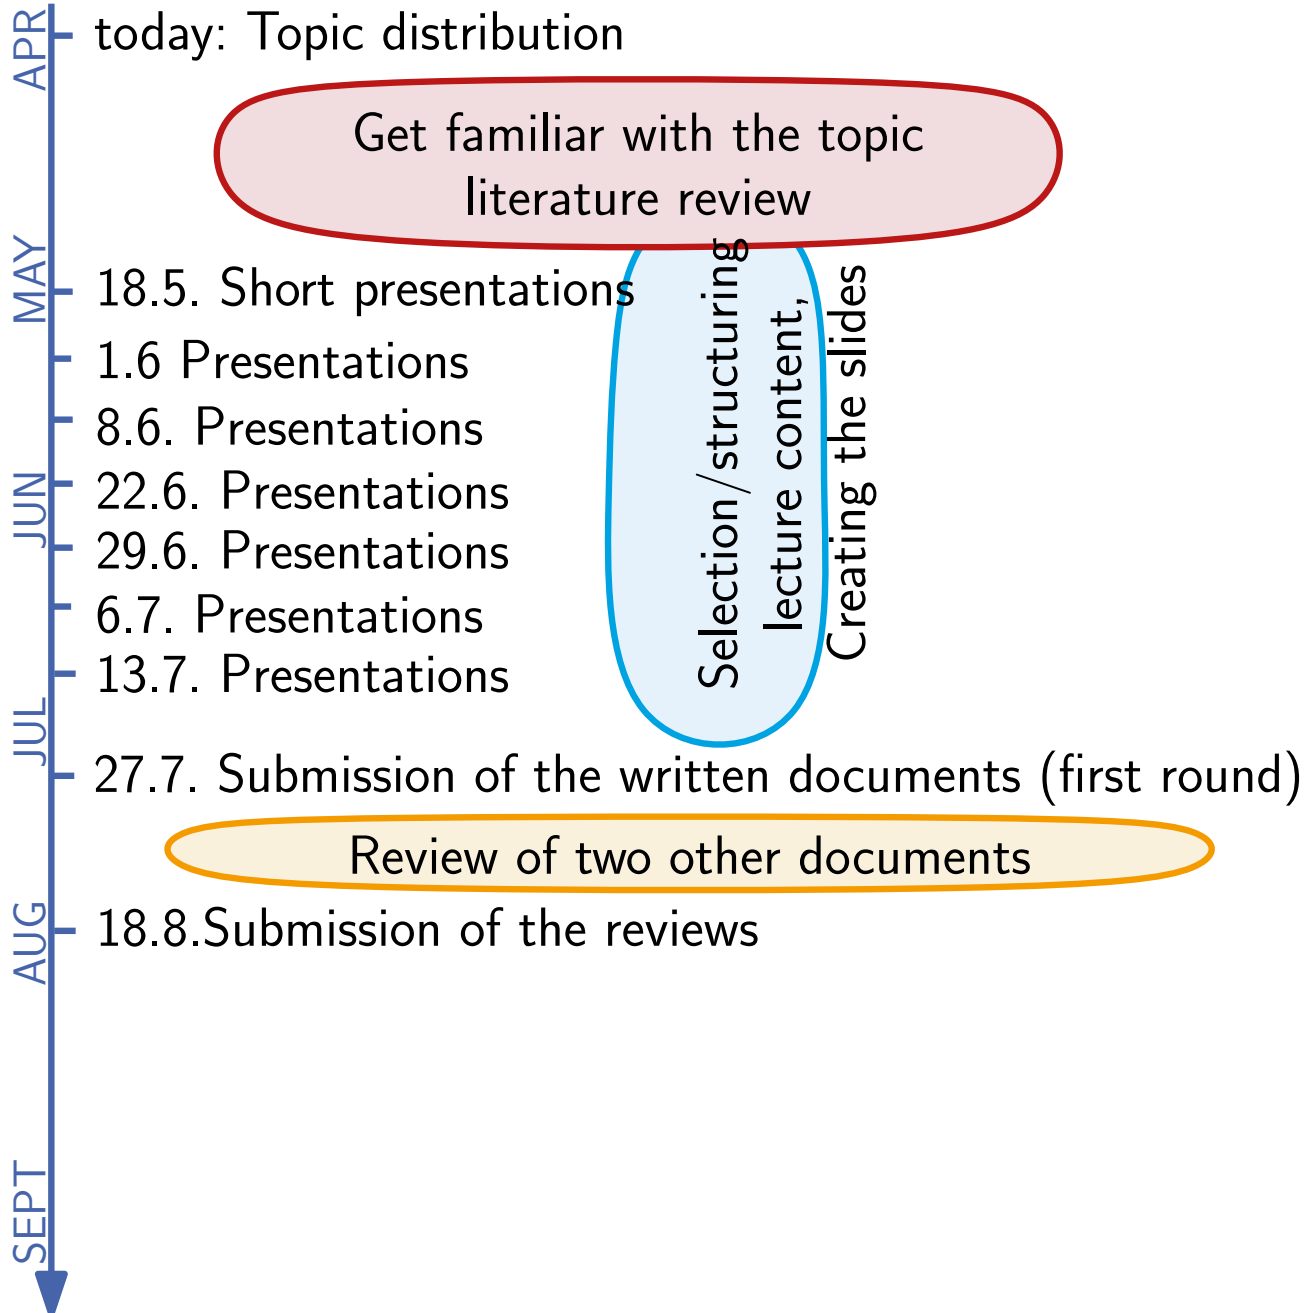 APR
today: Topic distribution
Get familiar with the topic
literature review
MAY
18.5. Short presentations
1.6 Presentations
8.6. Presentations
JUN
22.6. Presentations
29.6. Presentations
6.7. Presentations
13.7. Presentations
Selection/structuring
lecture content,
Creating the slides
JUL
27.7. Submission of the written documents (first round)
Review of two other documents
AUG
18.8.Submission of the reviews
SEPT